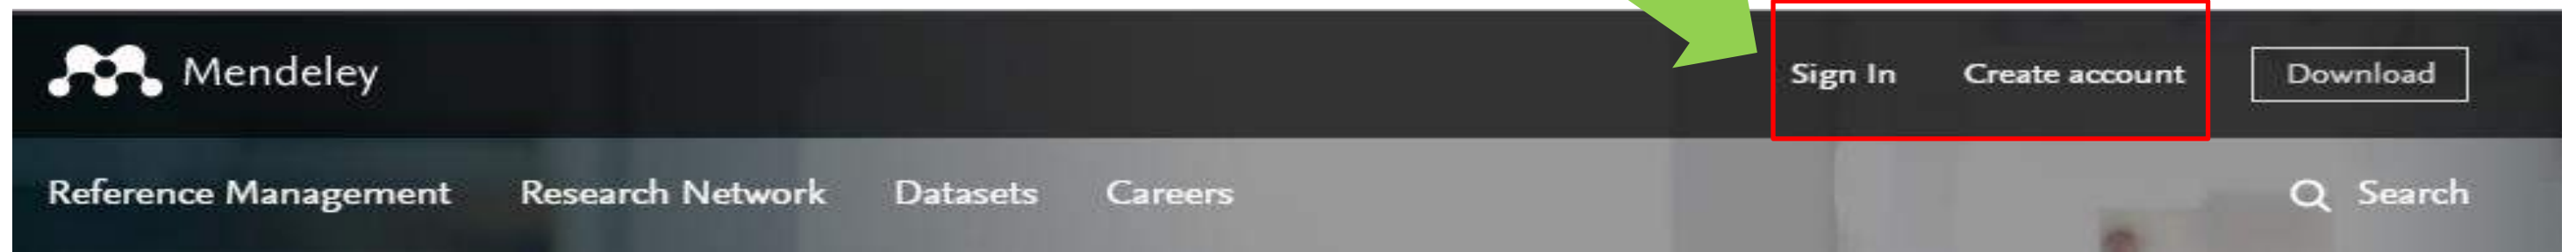 Mendeley Sign In Create account Download
Reference Management Research Network Datasets Careers Search